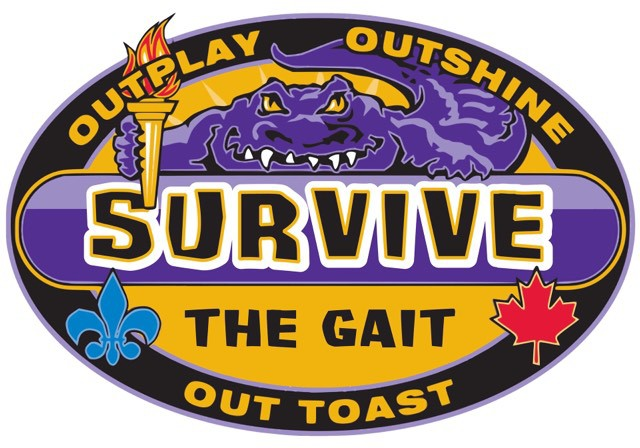 OUTPLAY OUTSHINE
SURVIVE
THE GAIT
OUT TOAST